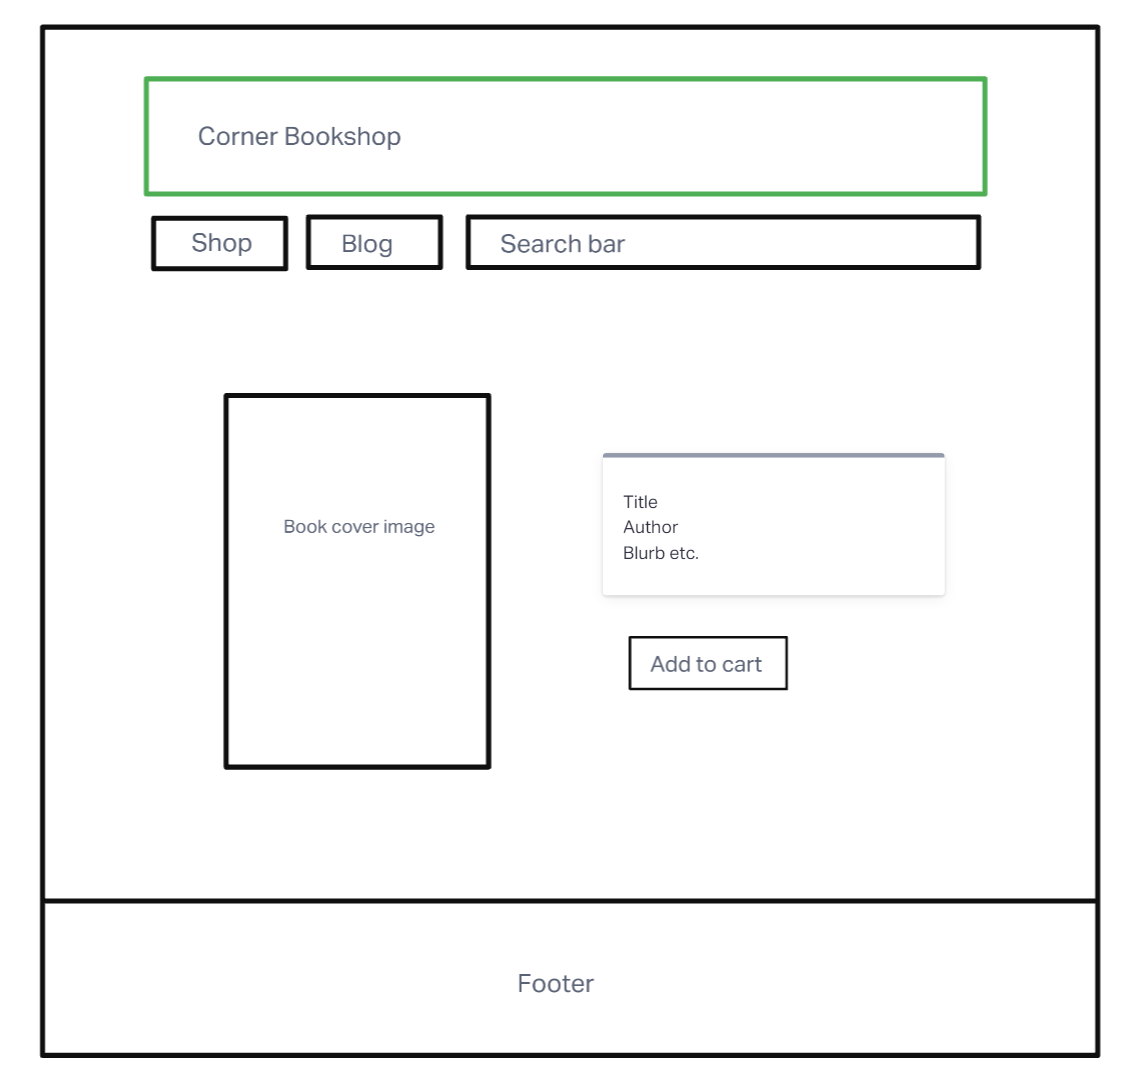 Corner Bookshop
Shop
Blog
Search bar
Book cover image
Title
Author
Blurb etc.
Add to cart
Footer